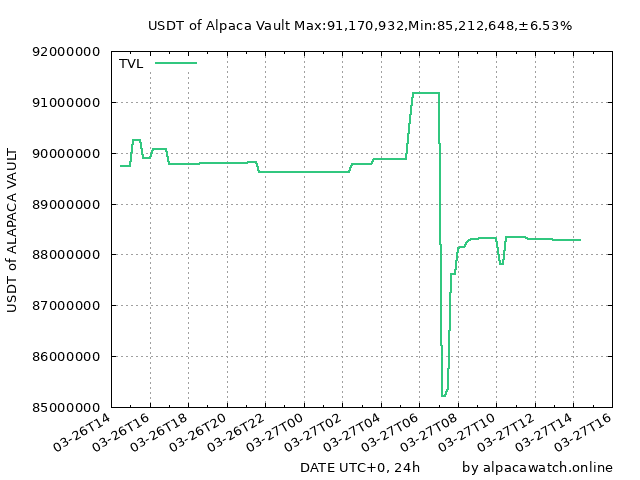 USDT of Alpaca Vault Max:91,170,932,Min:85,212,648,±6.53%
TVL
USDT of ALAPACA VAULT
92000000
91000000
90000000
89000000
88000000
87000000
86000000
85000000
03-26T14
03-26T16
03-26T18
03-26T20
03-26T22
03-27T00
03-27T02
03-27T04
03-27T06
03-27T08
03-27T10
03-27T12
03-27T14
03-27T16
DATE UTC+0, 24h
by alpacawatch.online